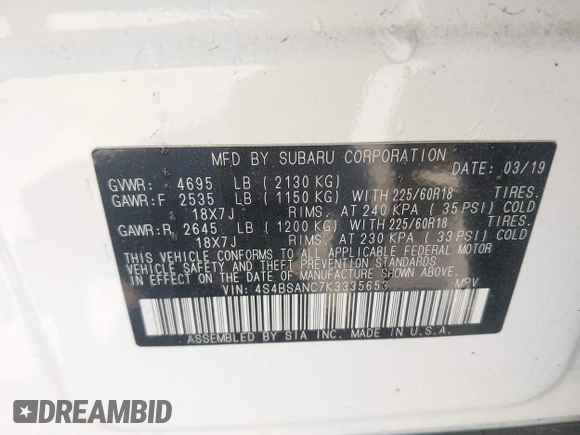 MFD BY SUBARU CORPORATION DATE: 03/19
GVWR: 4695 LB ( 2130 KG)
GAWR:F 2535 LB ( 1150 KG) WITH 225/60R18 TIRES.
18X7J RIMS. AT 240 KPA ( 35 PSI) COLD
GAWR:R 2645 LB ( 1200 KG) WITH 225/60R18 TIRES.
18X7J RIMS. AT 230 KPA ( 33 PSI) COLD
THIS VEHICLE CONFORMS TO ALL APPLICABLE FEDERAL MOTOR
VEHICLE SAFETY, AND THEFT PREVENTION STANDARDS
IN EFFECT ON THE DATE OF MANUFACTURE SHOWN ABOVE.
VIN: 4S4BSANC7K3335653 MPV
ASSEMBLED BY SIA INC. MADE IN U.S.A.
DREAMBID